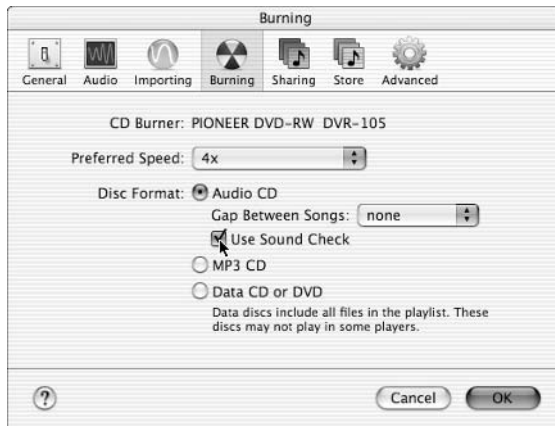 Burning
General Audio Importing Burning Sharing Store Advanced
CD Burner: PIONEER DVD-RW DVR-105
Preferred Speed: 4x
Disc Format: Audio CD
Gap Between Songs: none
Use Sound Check
MP3 CD
Data CD or DVD
Data discs include all files in the playlist. These
discs may not play in some players.
? Cancel OK